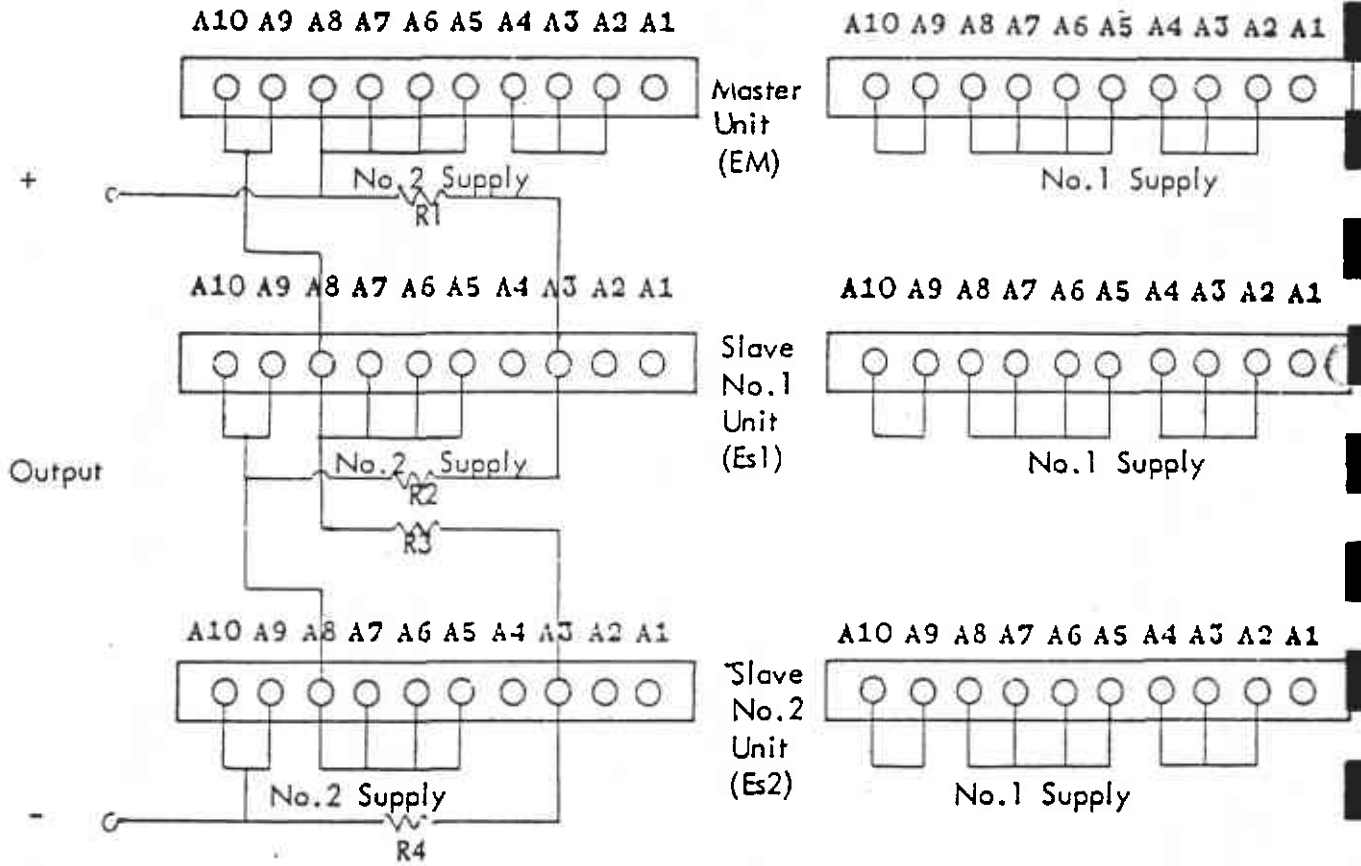 A10 A9 A8 A7 A6 A5 A4 A3 A2 A1
A10 A9 A8 A7 A6 A5 A4 A3 A2 A1
Master
Unit
(EM)
+
No.2 Supply
R1
No.1 Supply
A10 A9 A8 A7 A6 A5 A4 A3 A2 A1
A10 A9 A8 A7 A6 A5 A4 A3 A2 A1
Slave
No.1
Unit
(Es1)
Output
No.2 Supply
R2
No.1 Supply
R3
A10 A9 A8 A7 A6 A5 A4 A3 A2 A1
A10 A9 A8 A7 A6 A5 A4 A3 A2 A1
Slave
No.2
Unit
(Es2)
No.2 Supply
No.1 Supply
-
R4